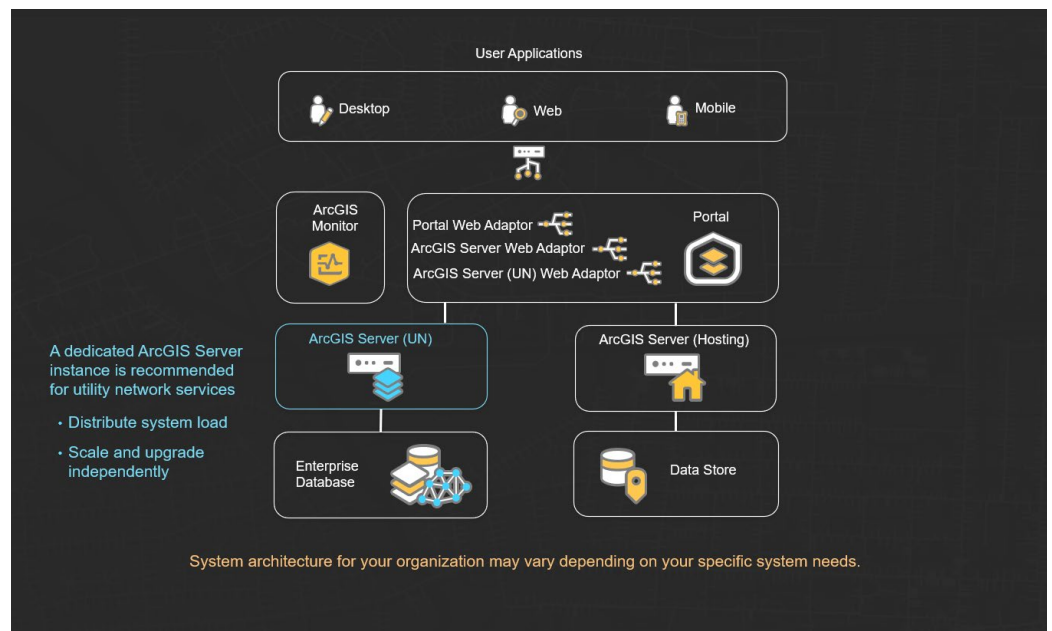 User Applications
Desktop
Web
Mobile
ArcGIS
Monitor
Portal Web Adaptor
ArcGIS Server Web Adaptor
ArcGIS Server (UN) Web Adaptor
Portal
A dedicated ArcGIS Server
instance is recommended
for utility network services
• Distribute system load
• Scale and upgrade
independently
ArcGIS Server (UN)
ArcGIS Server (Hosting)
Enterprise
Database
Data Store
System architecture for your organization may vary depending on your specific system needs.